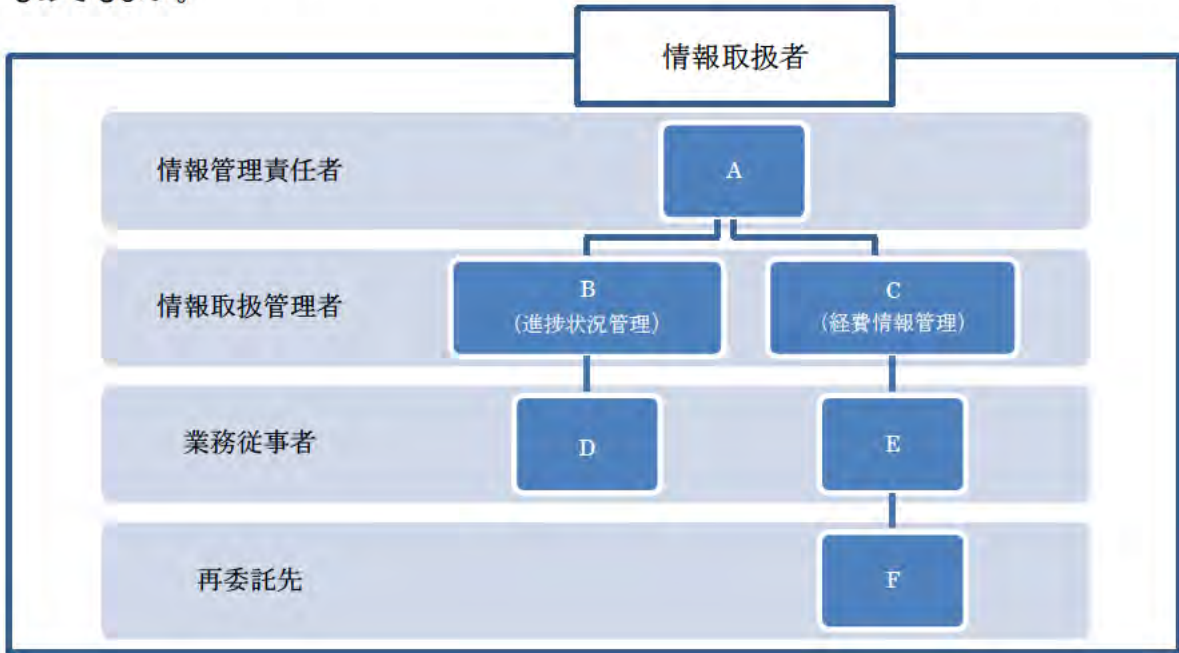 情報取扱者
情報管理責任者
A
情報取扱管理者
B
(進捗状況管理)
C
(経費情報管理)
業務従事者
D
E
再委託先
F